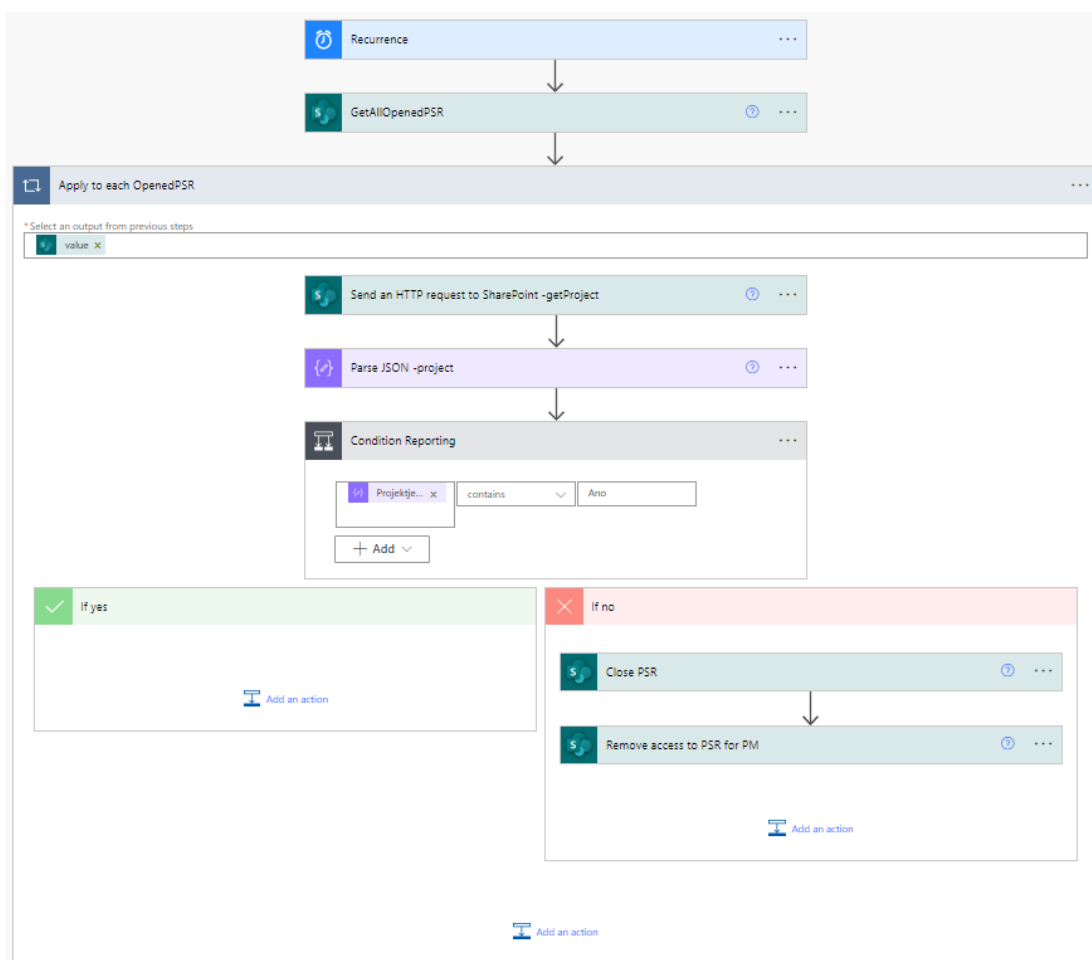 Recurrence
GetAllOpenedPSR
Apply to each OpenedPSR
* Select an output from previous steps
value
Send an HTTP request to SharePoint -getProject
Parse JSON -project
Condition Reporting
Projektje... contains Ano
Add
If yes
If no
Close PSR
Add an action
Remove access to PSR for PM
Add an action
Add an action